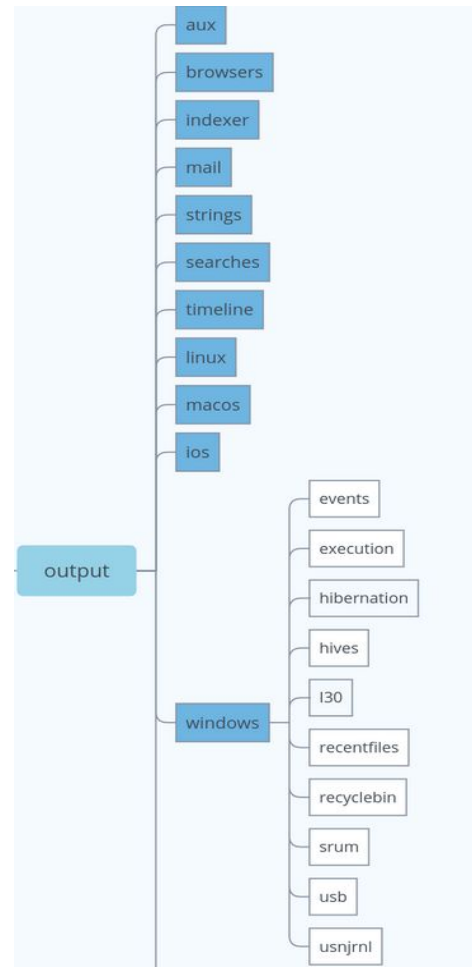 aux
browsers
indexer
mail
strings
searches
timeline
linux
macos
ios
output
windows
events
execution
hibernation
hives
I30
recentfiles
recyclebin
srum
usb
usnjrnl